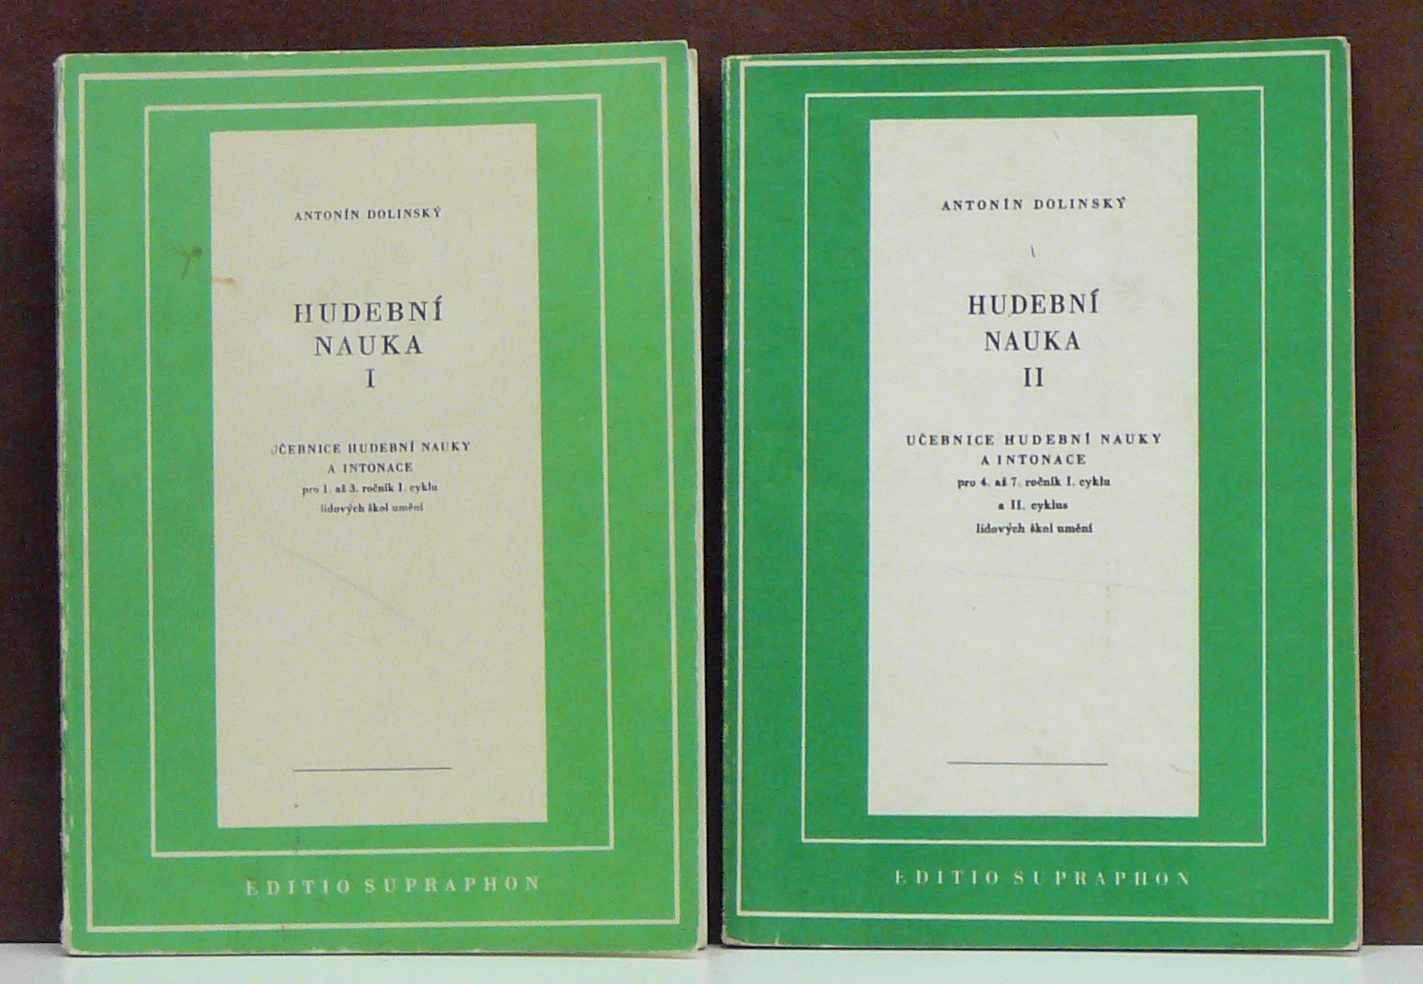 ANTONÍN DOLINSKÝ
HUDEBNÍ
NAUKA
I
UČEBNICE HUDEBNÍ NAUKY
A INTONACE
pro 1. až 3. ročník I. cyklu
lidových škol umění
EDITIO SUPRAPHON
ANTONÍN DOLINSKÝ
HUDEBNÍ
NAUKA
II
UČEBNICE HUDEBNÍ NAUKY
A INTONACE
pro 4. až 7. ročník I. cyklu
a II. cyklus
lidových škol umění
EDITIO SUPRAPHON